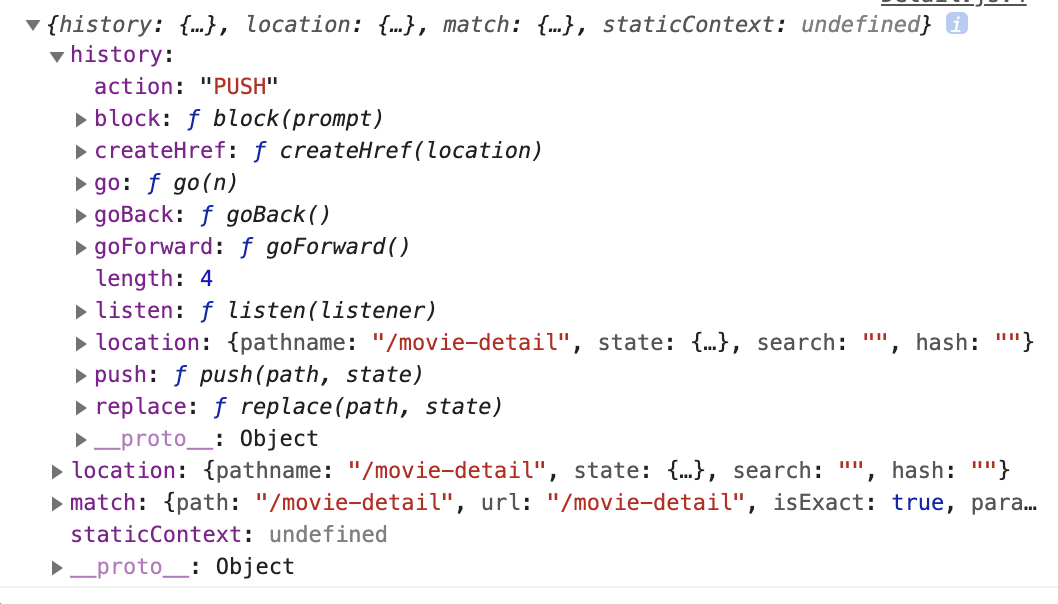 Detail.js:4
▼{history: {…}, location: {…}, match: {…}, staticContext: undefined} i
▼history:
action: "PUSH"
▶block: ƒ block(prompt)
▶createHref: ƒ createHref(location)
▶go: ƒ go(n)
▶goBack: ƒ goBack()
▶goForward: ƒ goForward()
length: 4
▶listen: ƒ listen(listener)
▶location: {pathname: "/movie-detail", state: {…}, search: "", hash: ""}
▶push: ƒ push(path, state)
▶replace: ƒ replace(path, state)
▶__proto__: Object
▶location: {pathname: "/movie-detail", state: {…}, search: "", hash: ""}
▶match: {path: "/movie-detail", url: "/movie-detail", isExact: true, para…
staticContext: undefined
▶__proto__: Object